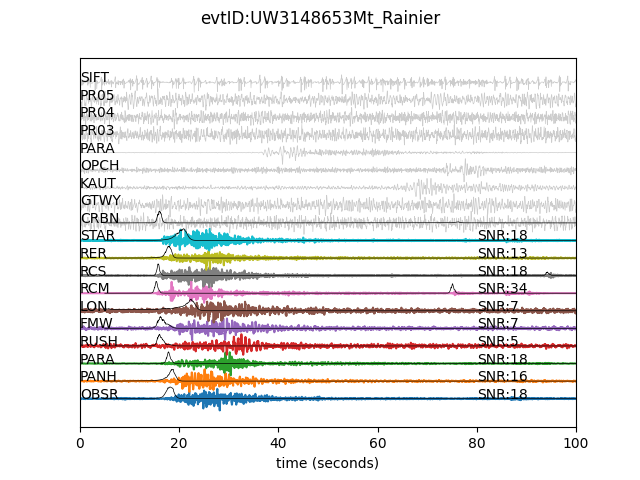 evtID:UW3148653Mt_Rainier
SIFT
PR05
PR04
PR03
PARA
OPCH
KAUT
GTWY
CRBN
STAR SNR:18
RER SNR:13
RCS SNR:18
RCM SNR:34
LON SNR:7
FMW SNR:7
RUSH SNR:5
PARA SNR:18
PANH SNR:16
OBSR SNR:18
0 20 40 60 80 100
time (seconds)